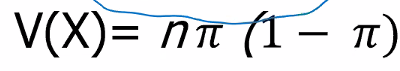 V(X)= nπ (1 − π)